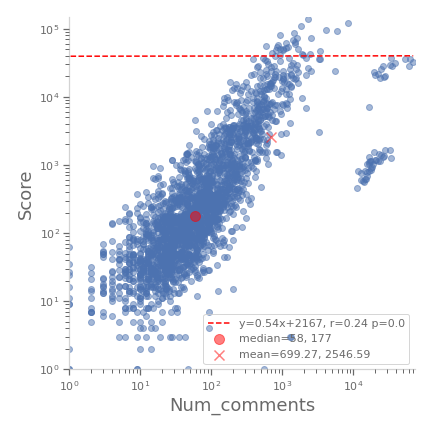 10⁵
10⁴
10³
10²
10¹
10⁰
Score
y=0.54x+2167, r=0.24 p=0.0
median=58, 177
mean=699.27, 2546.59
10⁰ 10¹ 10² 10³ 10⁴
Num_comments